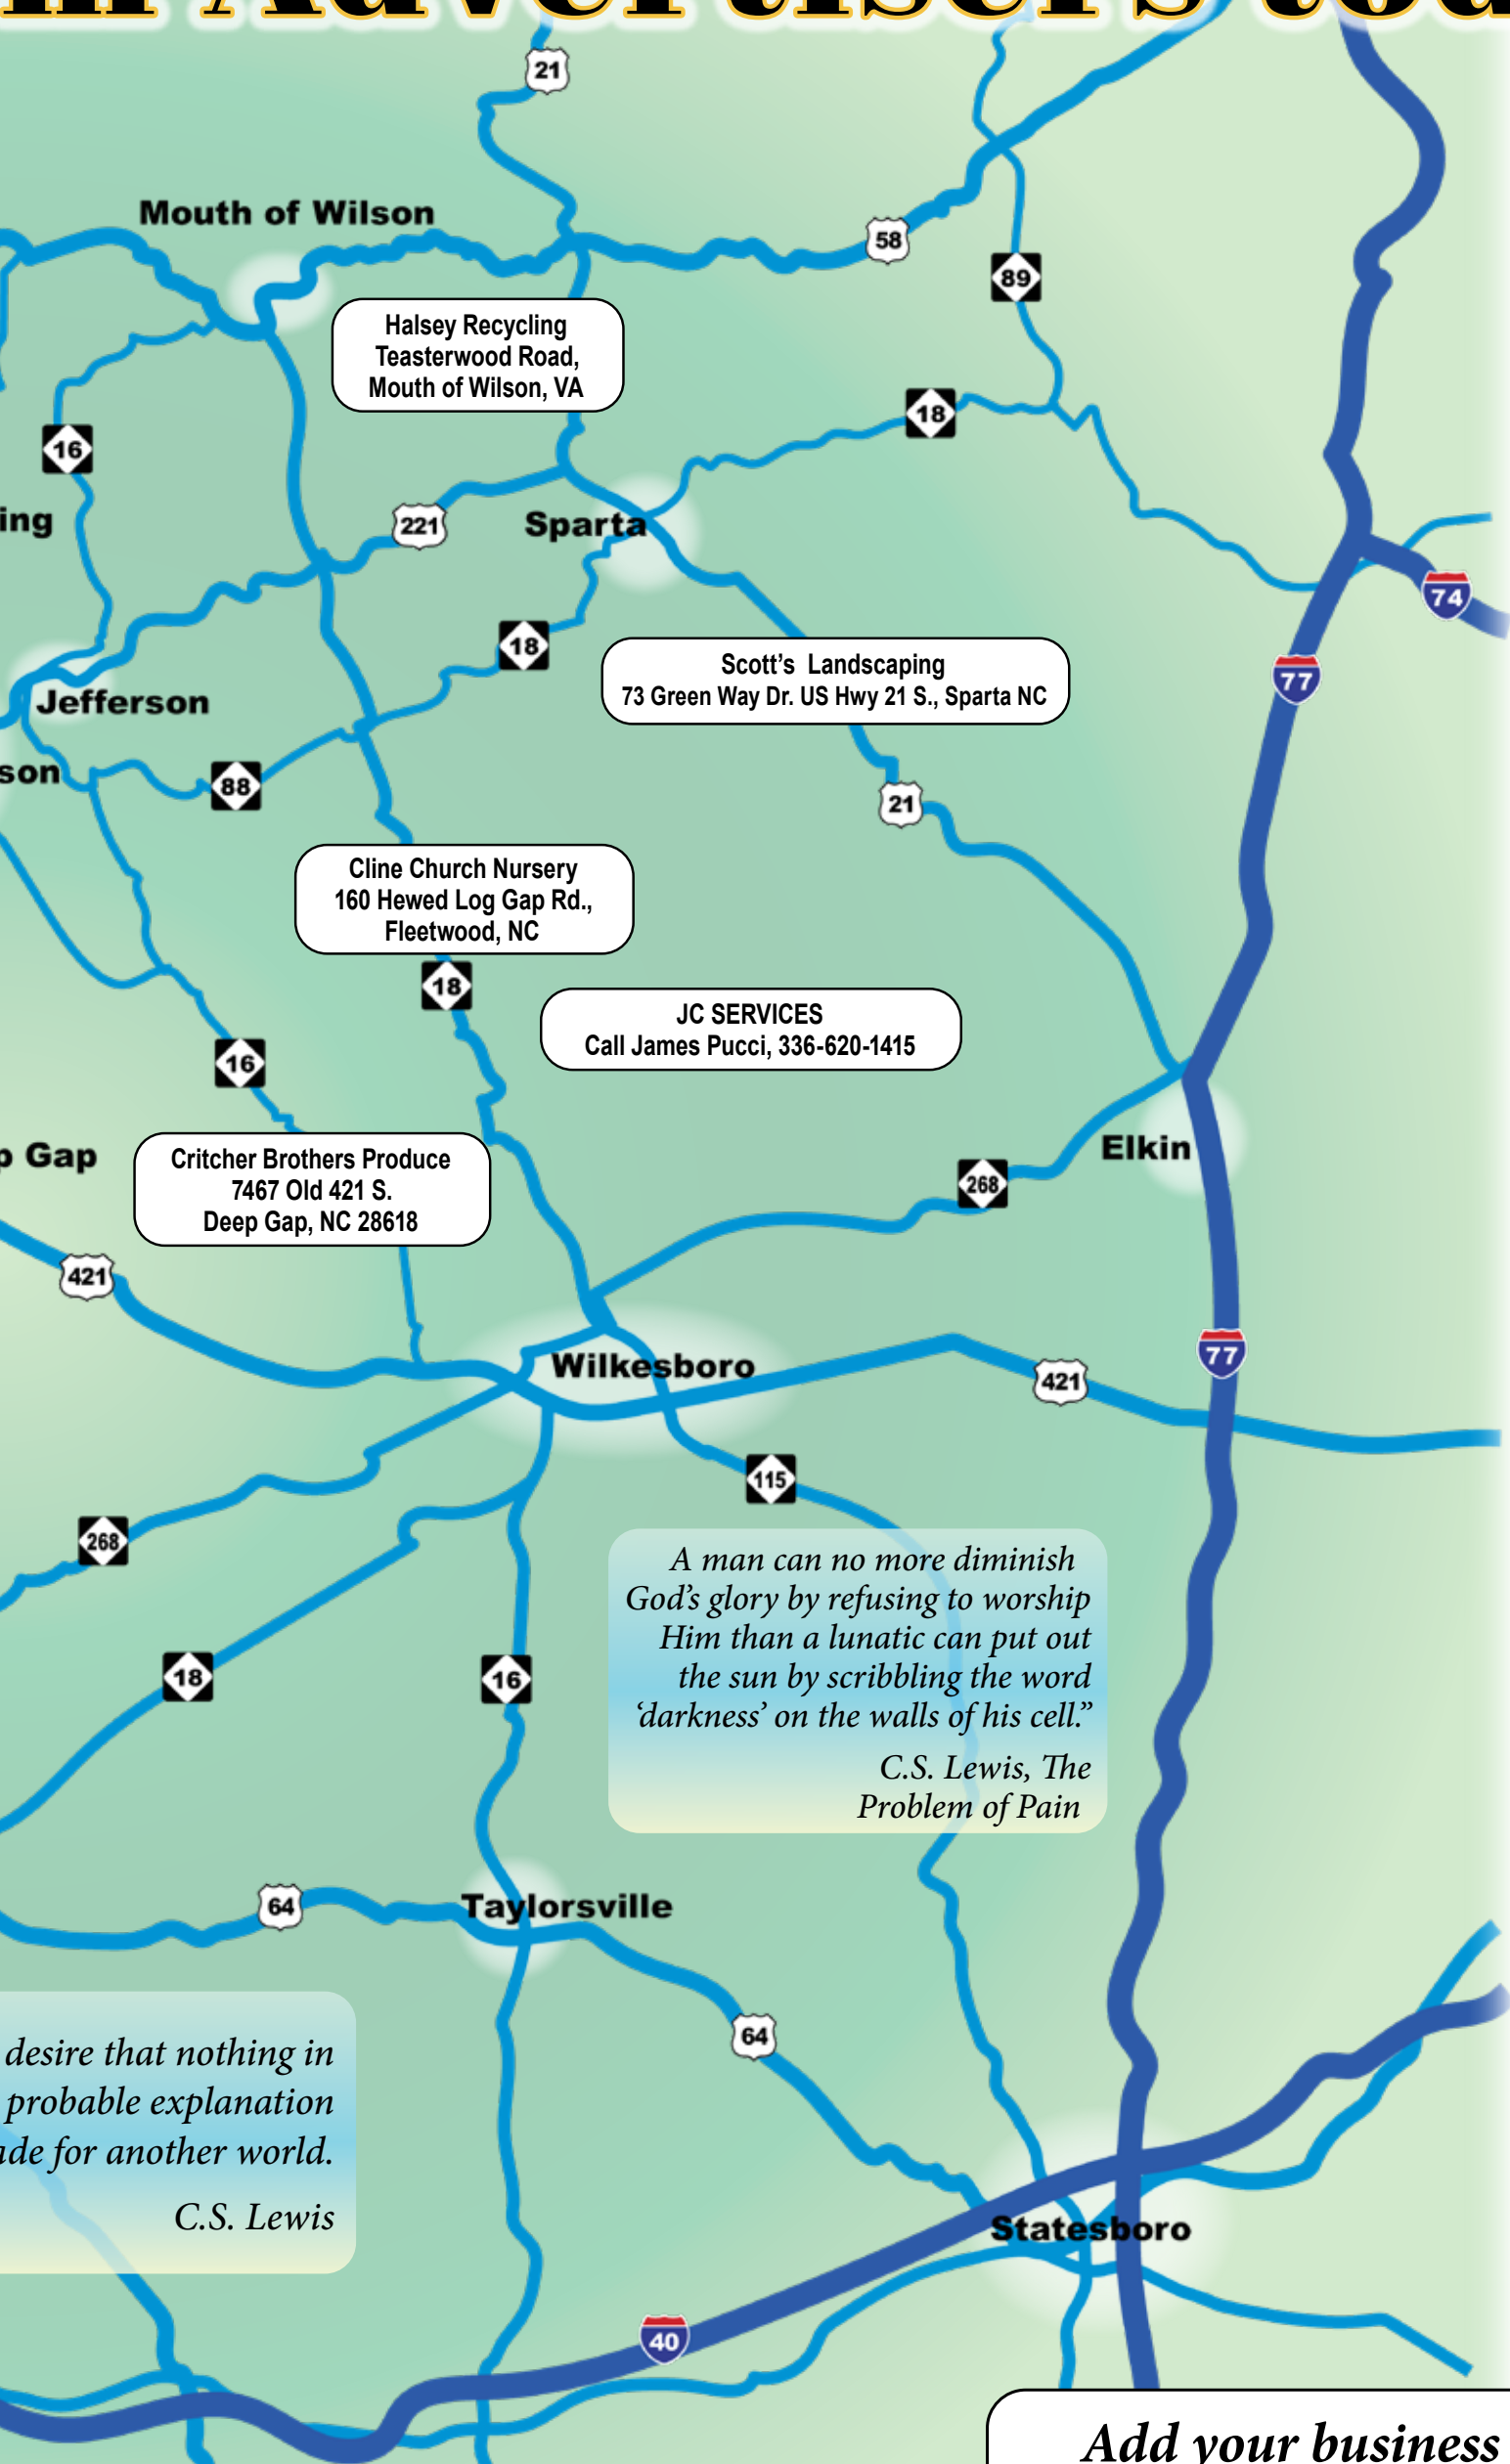 Advertisers
21
Mouth of Wilson
58
89
Halsey Recycling
Teasterwood Road,
Mouth of Wilson, VA
18
16
221
Sparta
ing
74
18
Scott's  Landscaping
73 Green Way Dr. US Hwy 21 S., Sparta NC
77
Jefferson
son
88
21
Cline Church Nursery
160 Hewed Log Gap Rd.,
Fleetwood, NC
18
JC SERVICES
Call James Pucci, 336-620-1415
16
p Gap
Critcher Brothers Produce
7467 Old 421 S.
Deep Gap, NC 28618
Elkin
268
421
Wilkesboro
77
421
115
268
A man can no more diminish
God's glory by refusing to worship
Him than a lunatic can put out
the sun by scribbling the word
‘darkness’ on the walls of his cell.”
C.S. Lewis, The
Problem of Pain
18
16
64
Taylorsville
64
desire that nothing in
probable explanation
ade for another world.
C.S. Lewis
Statesboro
40
Add your business